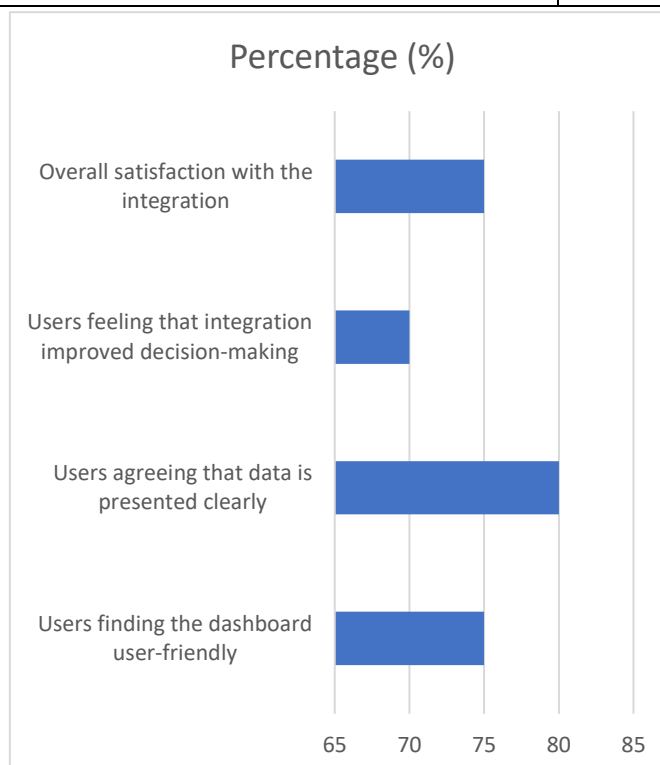 Percentage (%)
Overall satisfaction with the
integration
Users feeling that integration
improved decision-making
Users agreeing that data is
presented clearly
Users finding the dashboard
user-friendly
65 70 75 80 85